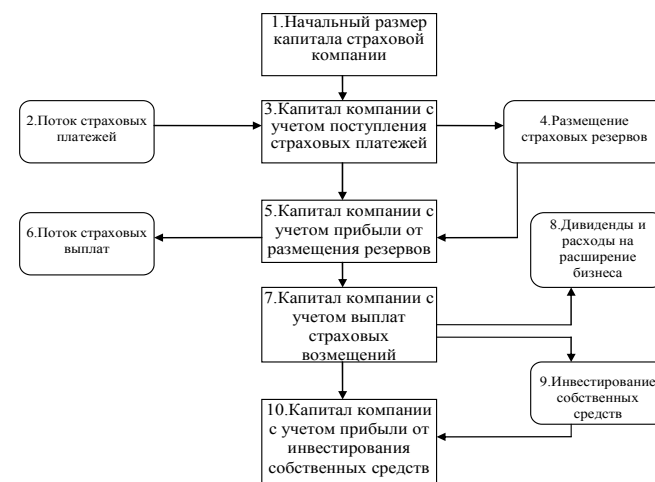 1.Начальный размер
капитала страховой
компании
2.Поток страховых
платежей
3.Капитал компании с
учетом поступления
страховых платежей
4.Размещение
страховых резервов
5.Капитал компании с
учетом прибыли от
размещения резервов
6.Поток страховых
выплат
7.Капитал компании с
учетом выплат
страховых
возмещений
8.Дивиденды и
расходы на
расширение
бизнеса
9.Инвестирование
собственных
средств
10.Капитал компании
с учетом прибыли от
инвестирования
собственных средств